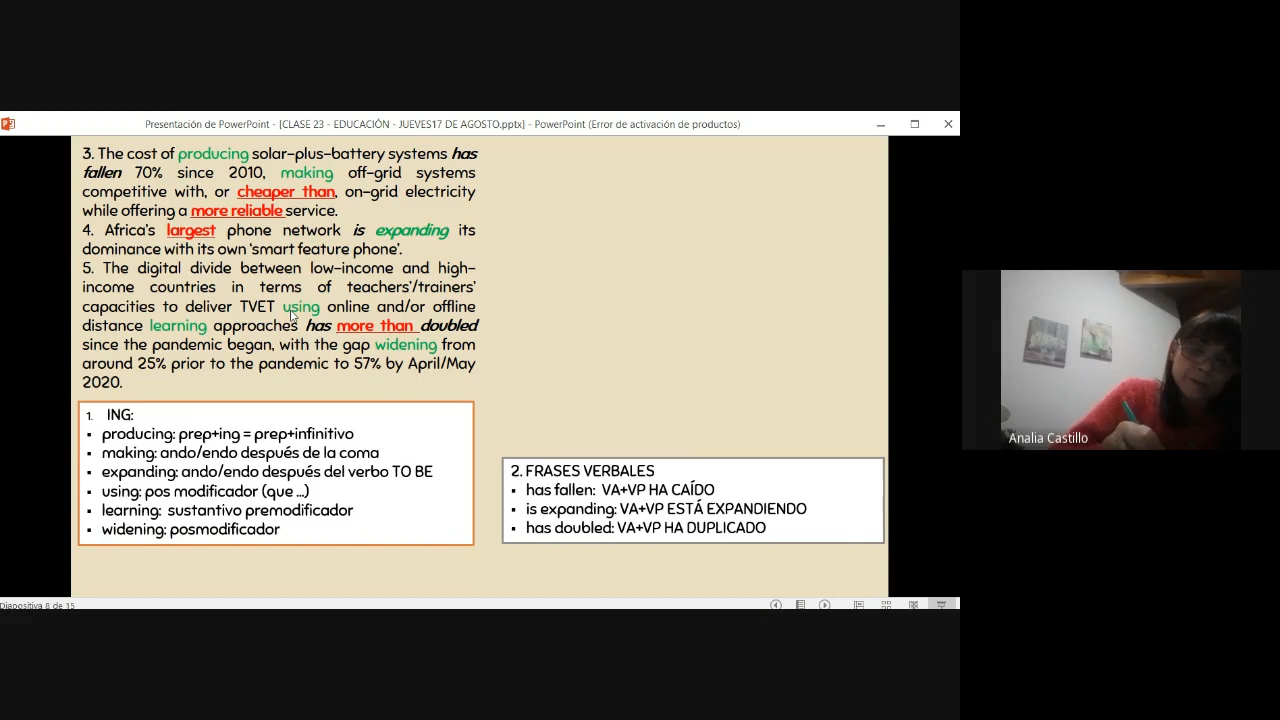 Presentación de PowerPoint - [CLASE 23 - EDUCACIÓN - JUEVES17 DE AGOSTO.pptx] - PowerPoint (Error de activación de productos)
3. The cost of producing solar-plus-battery systems has
fallen 70% since 2010, making off-grid systems
competitive with, or cheaper than, on-grid electricity
while offering a more reliable service.
4. Africa's largest phone network is expanding its
dominance with its own 'smart feature phone'.
5. The digital divide between low-income and high-
income countries in terms of teachers'/trainers'
capacities to deliver TVET using online and/or offline
distance learning approaches has more than doubled
since the pandemic began, with the gap widening from
around 25% prior to the pandemic to 57% by April/May
2020.
1. ING:
▪ producing: prep+ing = prep+infinitivo
▪ making: ando/endo después de la coma
▪ expanding: ando/endo después del verbo TO BE
▪ using: pos modificador (que ...)
▪ learning: sustantivo premodificador
▪ widening: posmodificador
2. FRASES VERBALES
▪ has fallen: VA+VP HA CAÍDO
▪ is expanding: VA+VP ESTÁ EXPANDIENDO
▪ has doubled: VA+VP HA DUPLICADO
Diapositiva 8 de 15
Analia Castillo